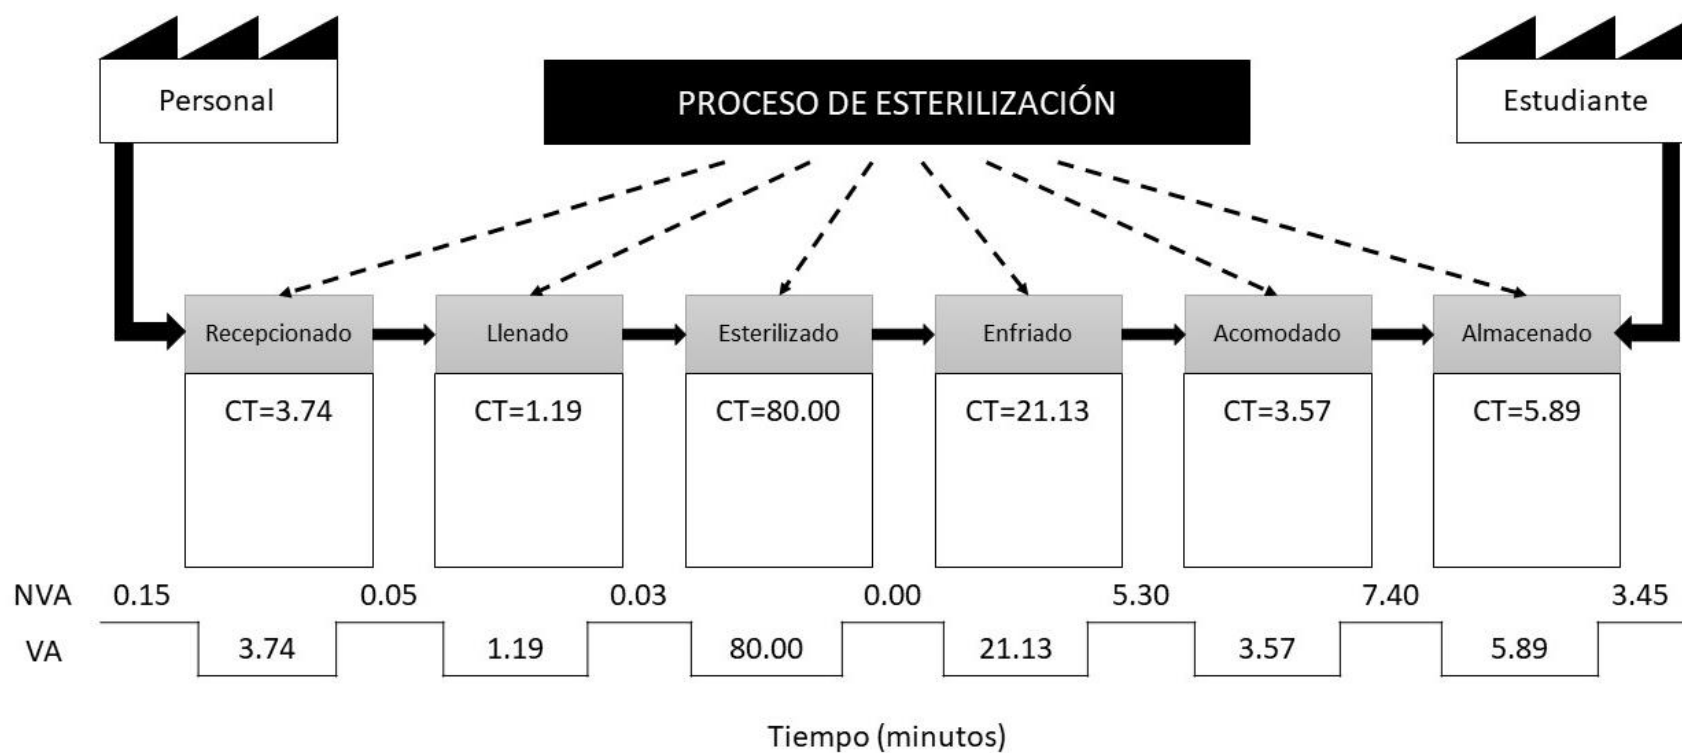 Personal
PROCESO DE ESTERILIZACIÓN
Estudiante
Recepcionado
Llenado
Esterilizado
Enfriado
Acomodado
Almacenado
CT=3.74
CT=1.19
CT=80.00
CT=21.13
CT=3.57
CT=5.89
NVA 0.15 0.05 0.03 0.00 5.30 7.40 3.45
VA 3.74 1.19 80.00 21.13 3.57 5.89
Tiempo (minutos)